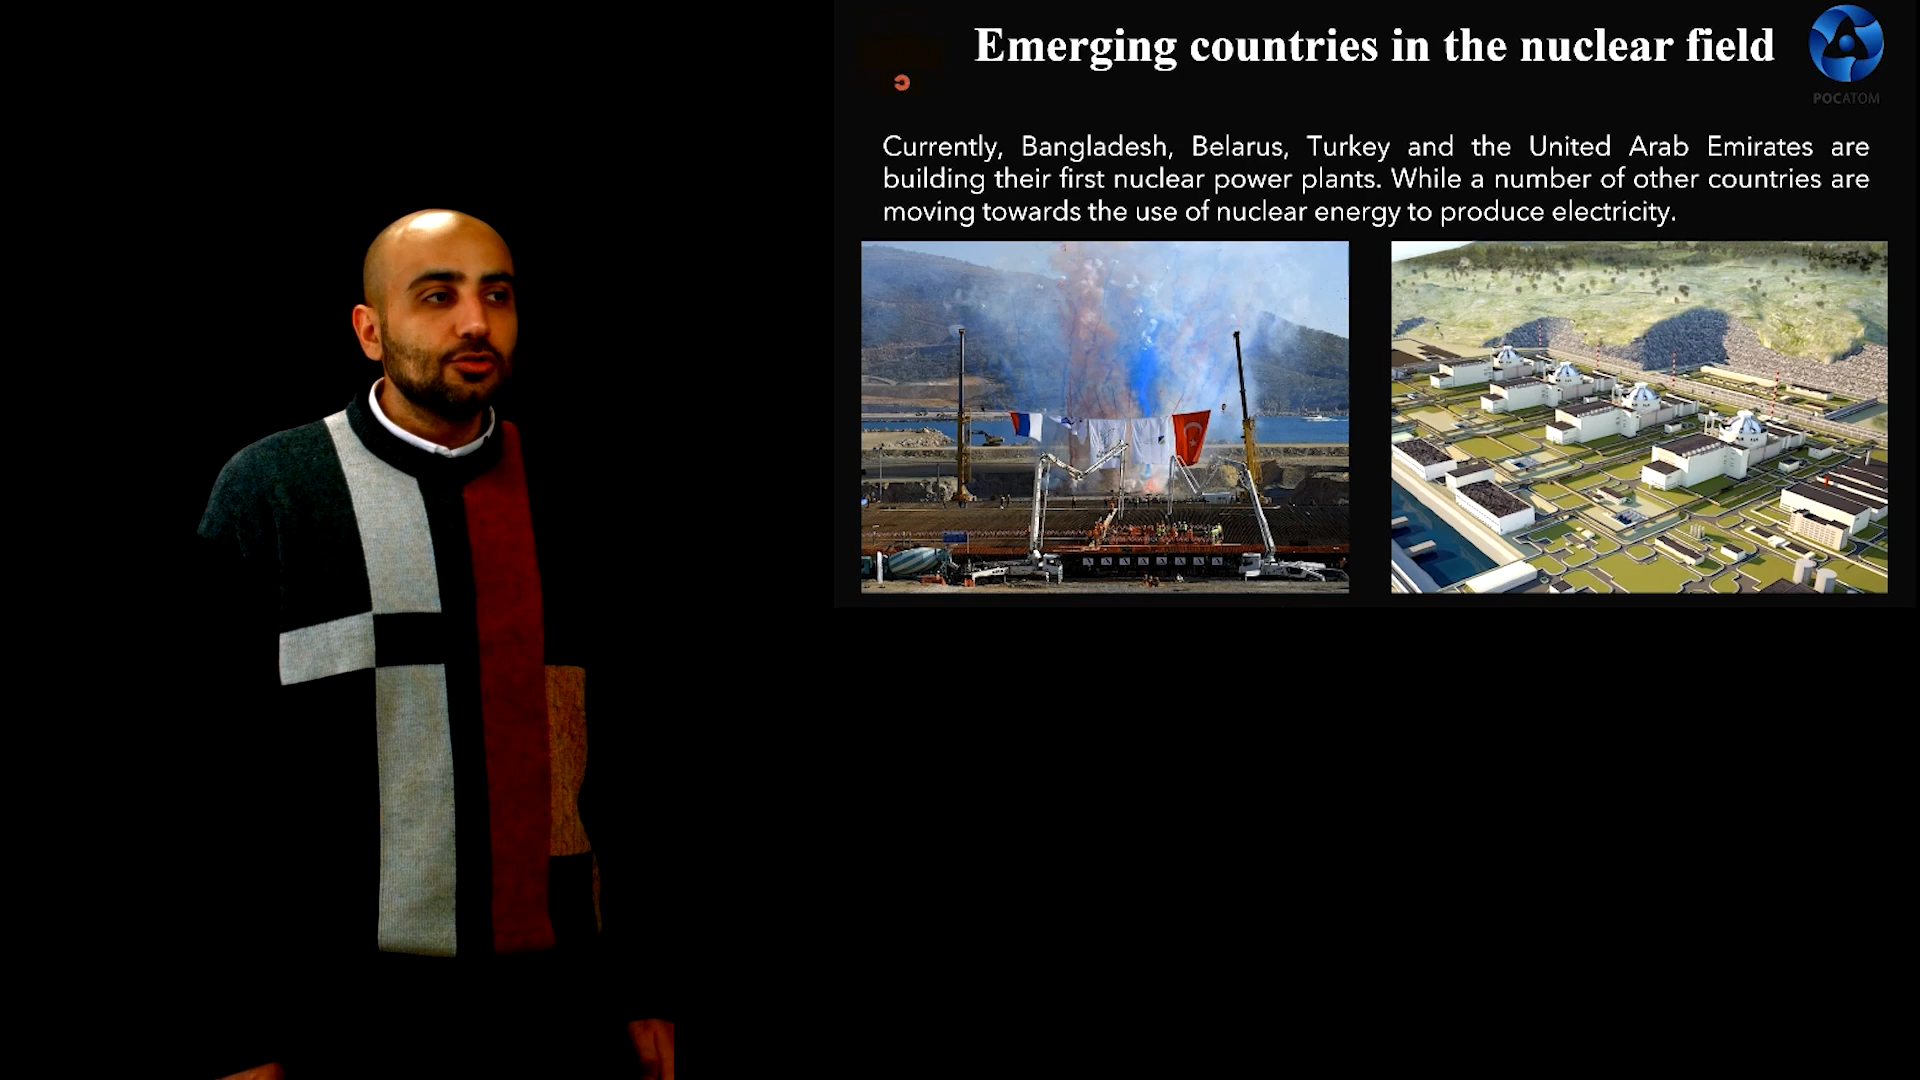 Emerging countries in the nuclear field
РОСАТОМ
Currently, Bangladesh, Belarus, Turkey and the United Arab Emirates are
building their first nuclear power plants. While a number of other countries are
moving towards the use of nuclear energy to produce electricity.